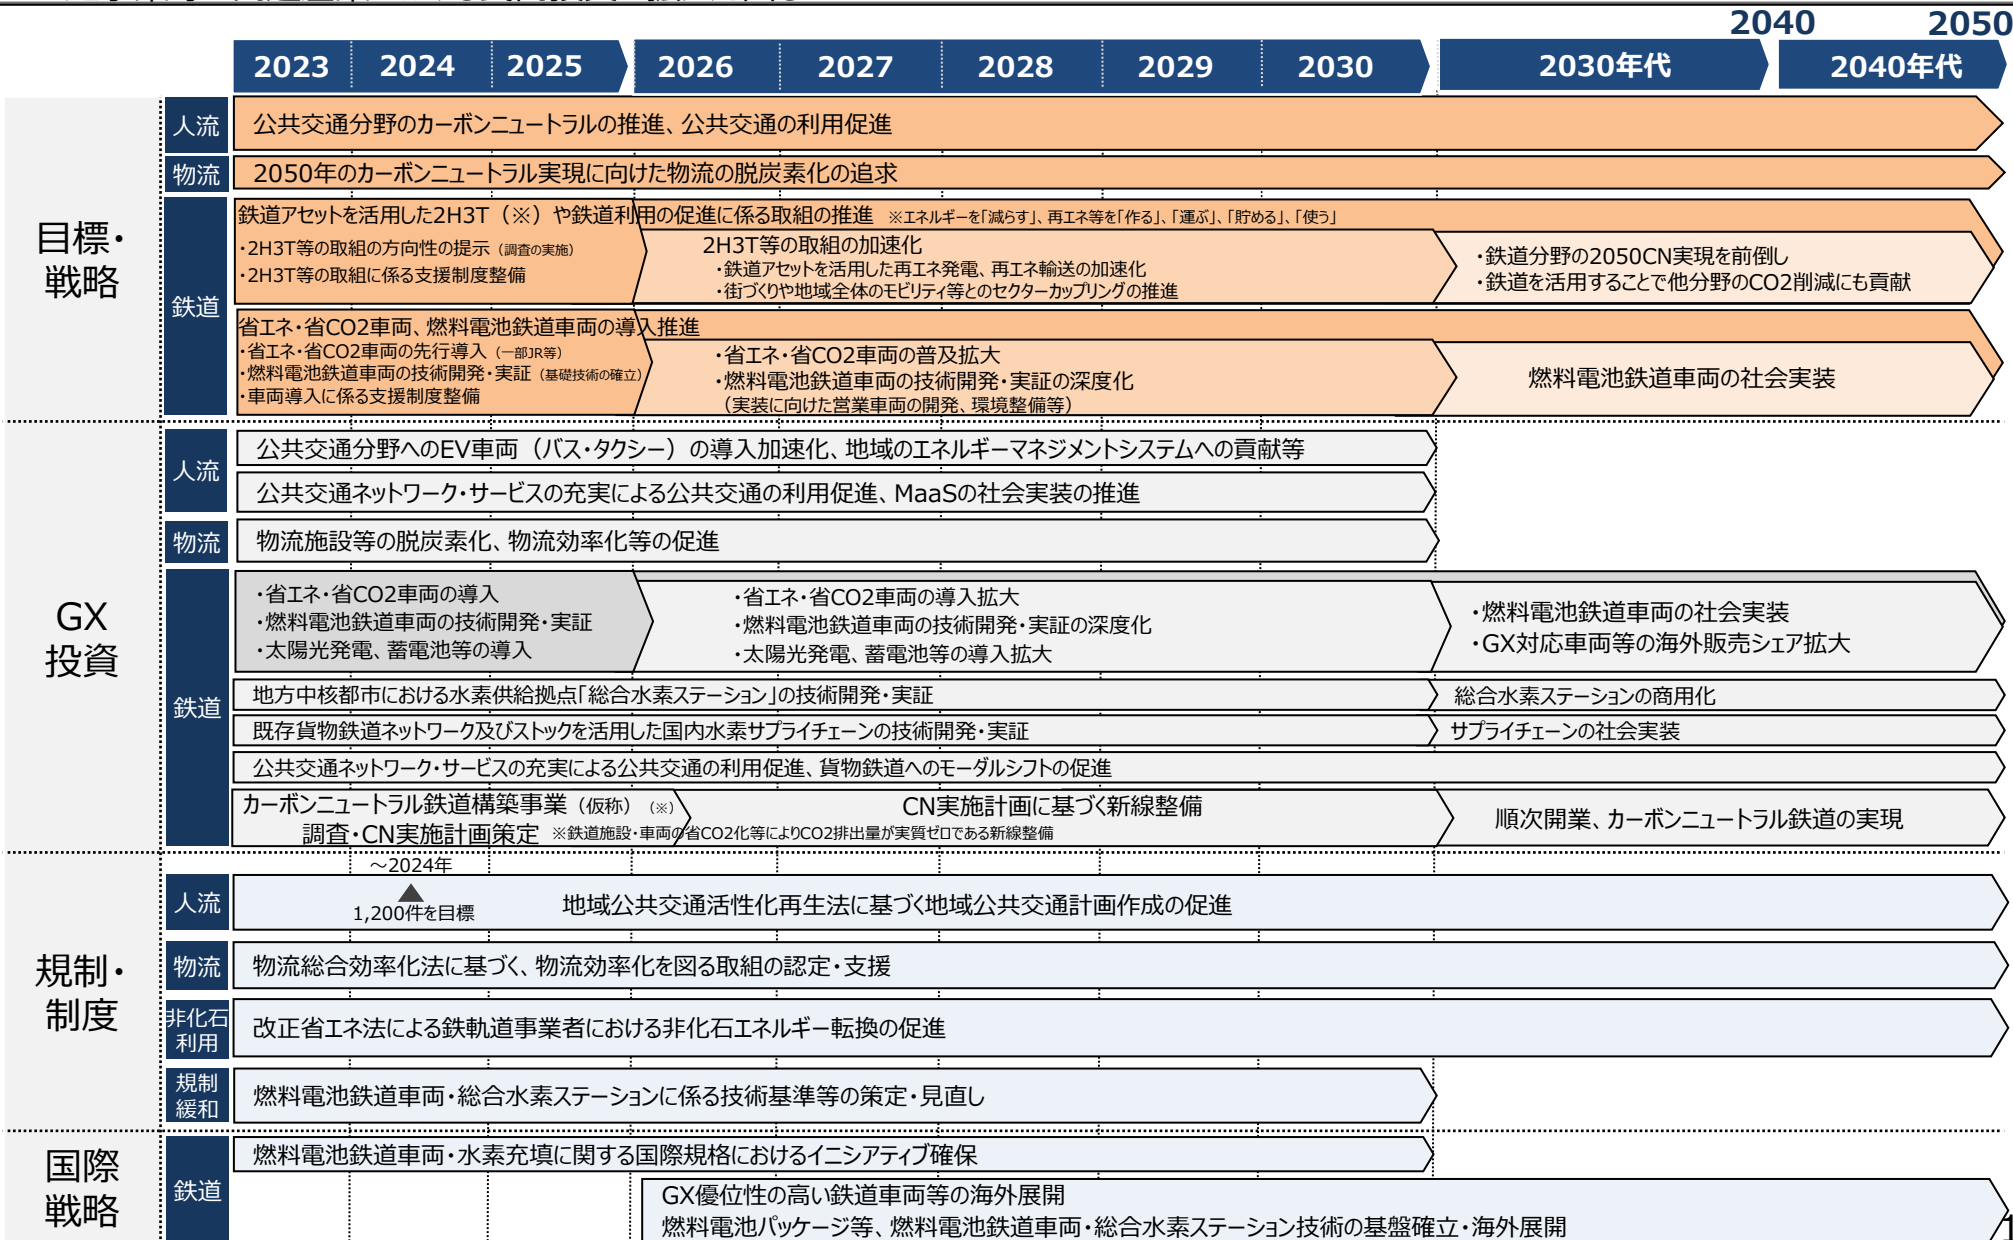 2040 2050
2023 2024 2025 2026 2027 2028 2029 2030 2030年代 2040年代
目標・
戦略
人流
公共交通分野のカーボンニュートラルの推進、公共交通の利用促進
物流
2050年のカーボンニュートラル実現に向けた物流の脱炭素化の追求
鉄道
鉄道アセットを活用した2H3T（※）や鉄道利用の促進に係る取組の推進 ※エネルギーを「減らす」、再エネ等を「作る」、「運ぶ」、「貯める」、「使う」
・2H3T等の取組の方向性の提示（調査の実施）
・2H3T等の取組に係る支援制度整備
2H3T等の取組の加速化
・鉄道アセットを活用した再エネ発電、再エネ輸送の加速化
・街づくりや地域全体のモビリティ等とのセクターカップリングの推進
・鉄道分野の2050CN実現を前倒し
・鉄道を活用することで他分野のCO2削減にも貢献
省エネ・省CO2車両、燃料電池鉄道車両の導入推進
・省エネ・省CO2車両の先行導入（一部JR等）
・燃料電池鉄道車両の技術開発・実証（基礎技術の確立）
・車両導入に係る支援制度整備
・省エネ・省CO2車両の普及拡大
・燃料電池鉄道車両の技術開発・実証の深度化
（実装に向けた営業車両の開発、環境整備等）
燃料電池鉄道車両の社会実装
GX
投資
人流
公共交通分野へのEV車両（バス・タクシー）の導入加速化、地域のエネルギーマネジメントシステムへの貢献等
公共交通ネットワーク・サービスの充実による公共交通の利用促進、MaaSの社会実装の推進
物流
物流施設等の脱炭素化、物流効率化等の促進
鉄道
・省エネ・省CO2車両の導入
・燃料電池鉄道車両の技術開発・実証
・太陽光発電、蓄電池等の導入
・省エネ・省CO2車両の導入拡大
・燃料電池鉄道車両の技術開発・実証の深度化
・太陽光発電、蓄電池等の導入拡大
・燃料電池鉄道車両の社会実装
・GX対応車両等の海外販売シェア拡大
地方中核都市における水素供給拠点「総合水素ステーション」の技術開発・実証
総合水素ステーションの商用化
既存貨物鉄道ネットワーク及びストックを活用した国内水素サプライチェーンの技術開発・実証
サプライチェーンの社会実装
公共交通ネットワーク・サービスの充実による公共交通の利用促進、貨物鉄道へのモーダルシフトの促進
カーボンニュートラル鉄道構築事業（仮称）（※）
調査・CN実施計画策定 ※鉄道施設・車両の省CO2化等によりCO2排出量が実質ゼロである新線整備
CN実施計画に基づく新線整備
順次開業、カーボンニュートラル鉄道の実現
規制・
制度
人流
～2024年
1,200件を目標
地域公共交通活性化再生法に基づく地域公共交通計画作成の促進
物流
物流総合効率化法に基づく、物流効率化を図る取組の認定・支援
非化石
利用
改正省エネ法による鉄軌道事業者における非化石エネルギー転換の促進
規制
緩和
燃料電池鉄道車両・総合水素ステーションに係る技術基準等の策定・見直し
国際
戦略
鉄道
燃料電池鉄道車両・水素充填に関する国際規格におけるイニシアティブ確保
GX優位性の高い鉄道車両等の海外展開
燃料電池パッケージ等、燃料電池鉄道車両・総合水素ステーション技術の基盤確立・海外展開